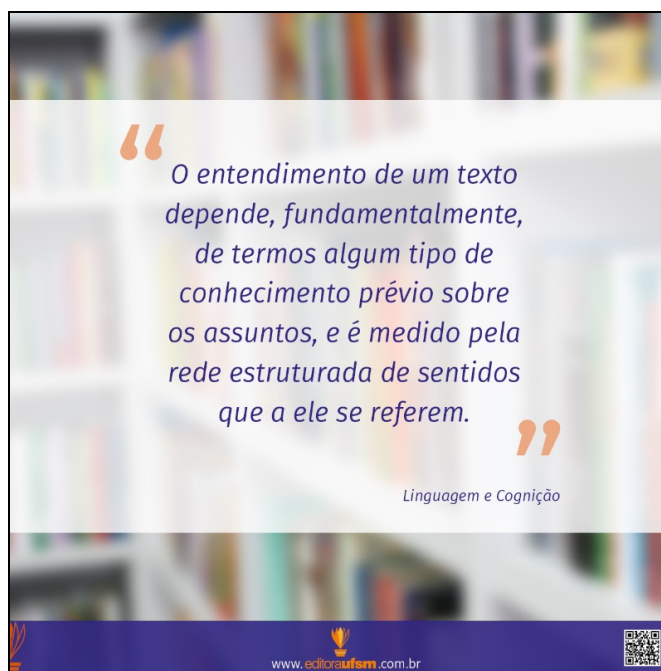 “
O entendimento de um texto
depende, fundamentalmente,
de termos algum tipo de
conhecimento prévio sobre
os assuntos, e é medido pela
rede estruturada de sentidos
que a ele se referem.
”
Linguagem e Cognição
www.editoraufsm.com.br